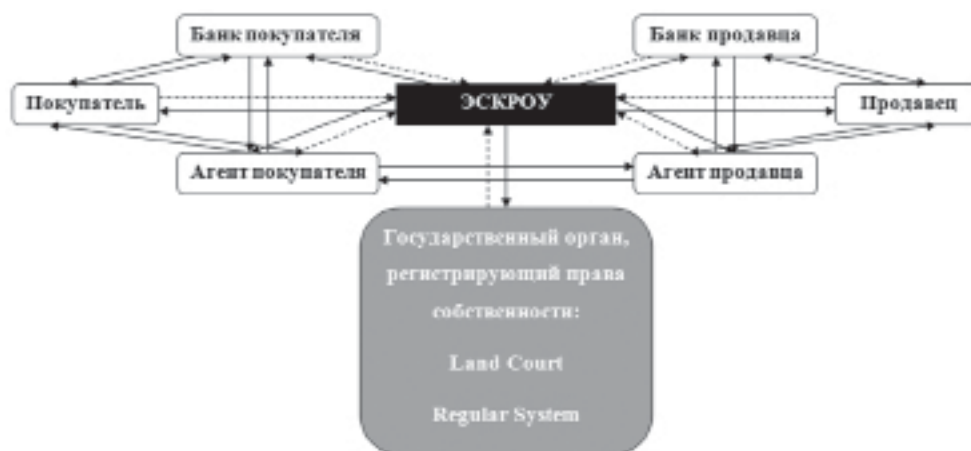 Банк покупателя
Банк продавца
Покупатель
ЭСКРОУ
Продавец
Агент покупателя
Агент продавца
Государственный орган,
регистрирующий права
собственности:
Land Court
Regular System